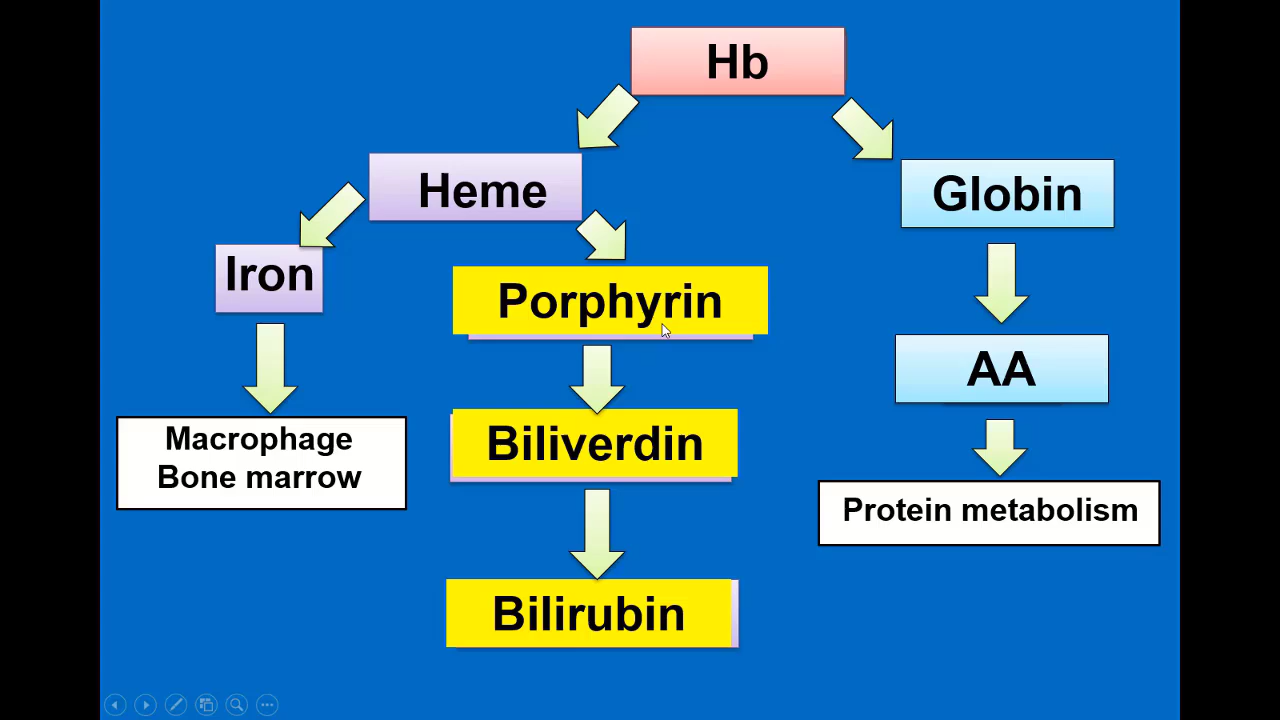 Hb
Heme
Globin
Iron
Porphyrin
AA
Macrophage
Bone marrow
Biliverdin
Protein metabolism
Bilirubin